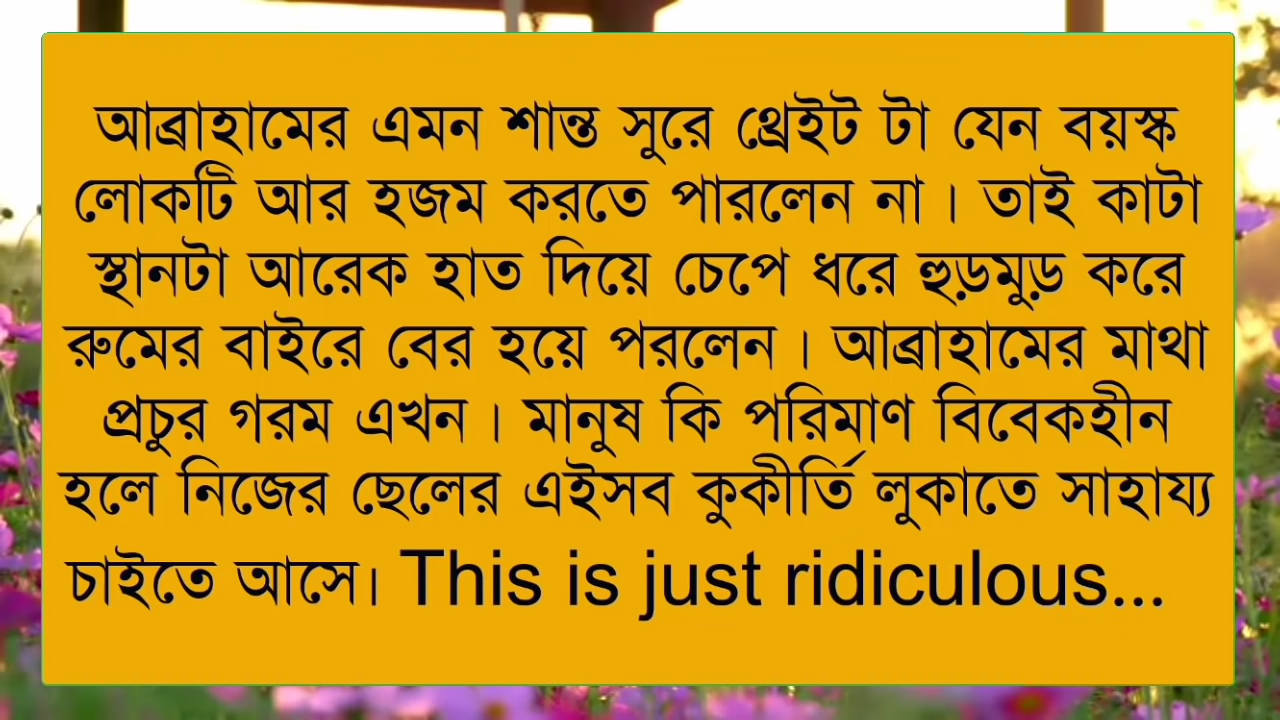 আব্রাহামের এমন শান্ত সুরে থ্রেইট টা যেন বয়স্ক
লোকটি আর হজম করতে পারলেন না। তাই কাটা
স্থানটা আরেক হাত দিয়ে চেপে ধরে হুড়মুড় করে
রুমের বাইরে বের হয়ে পরলেন। আব্রাহামের মাথা
প্রচুর গরম এখন। মানুষ কি পরিমাণ বিবেকহীন
হলে নিজের ছেলের এইসব কুকীর্তি লুকাতে সাহায্য
চাইতে আসে। This is just ridiculous...